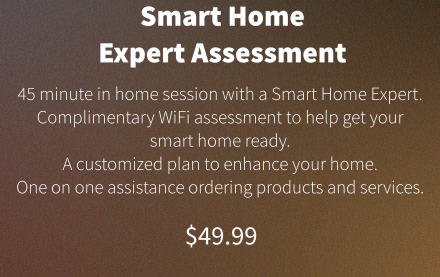 Smart Home
Expert Assessment
45 minute in home session with a Smart Home Expert.
Complimentary WiFi assessment to help get your
smart home ready.
A customized plan to enhance your home.
One on one assistance ordering products and services.
$49.99